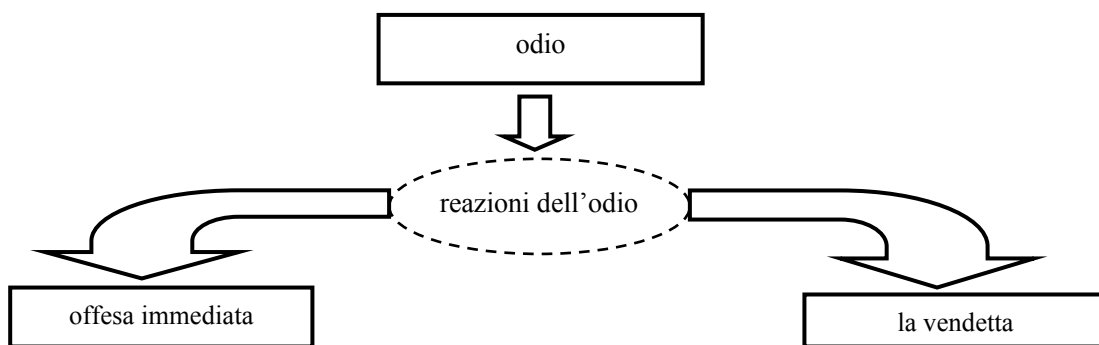 odio
reazioni dell’odio
offesa immediata
la vendetta